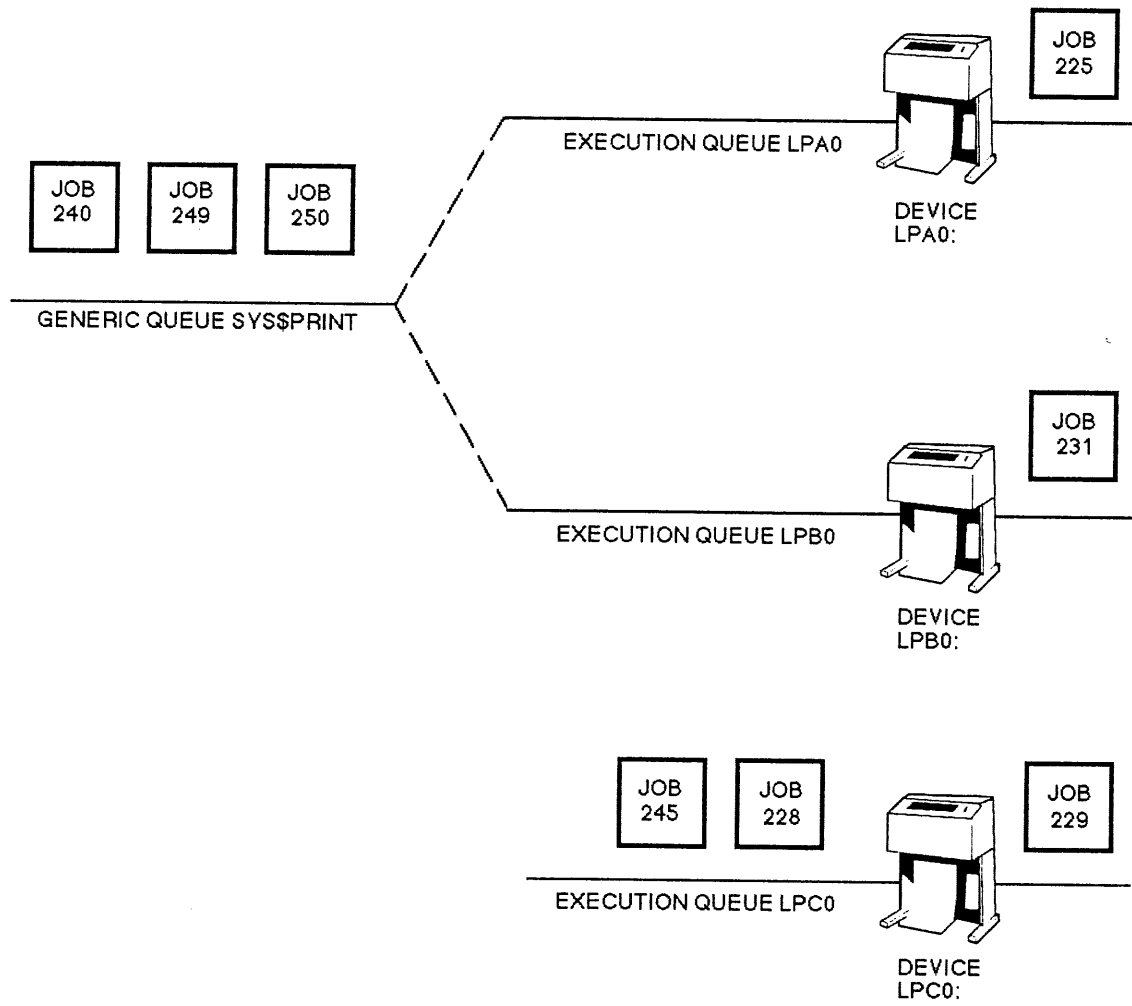 JOB
225
EXECUTION QUEUE LPA0
DEVICE
LPA0:
JOB
240
JOB
249
JOB
250
GENERIC QUEUE SYS$PRINT
JOB
231
EXECUTION QUEUE LPB0
DEVICE
LPB0:
JOB
245
JOB
228
JOB
229
EXECUTION QUEUE LPC0
DEVICE
LPC0: